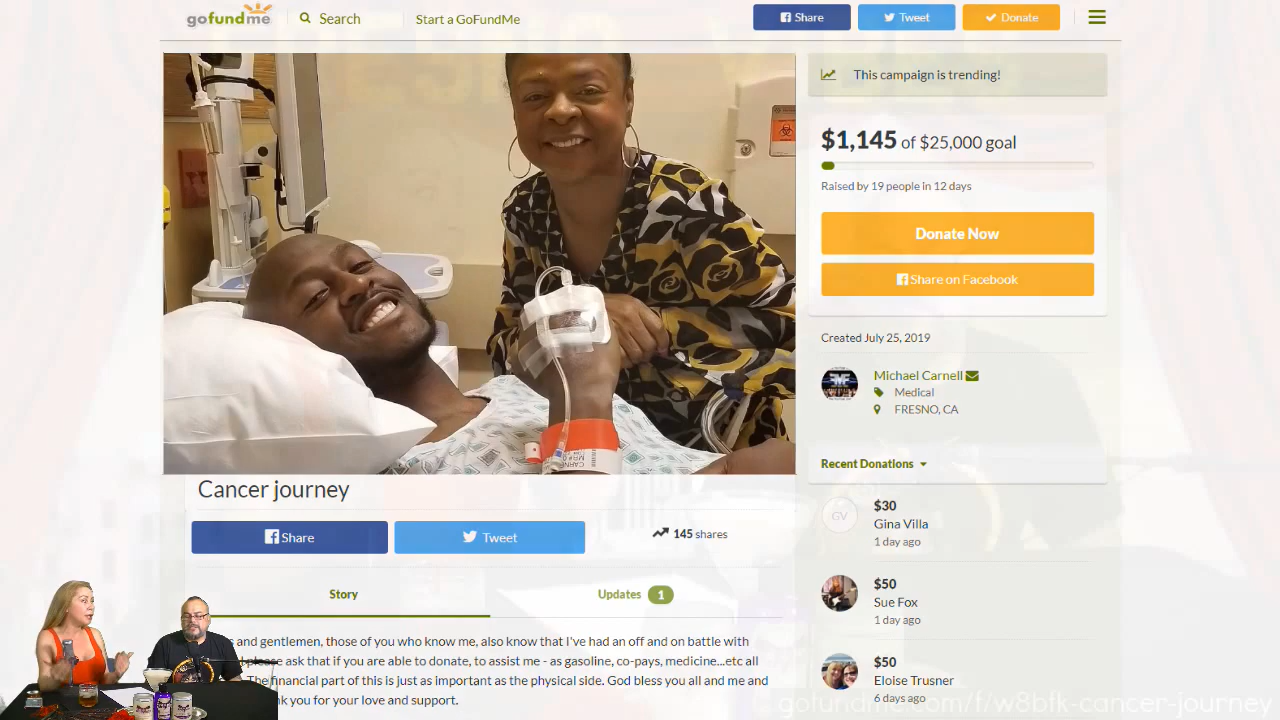 gofundme
Search
Start a GoFundMe
Share
Tweet
Donate
This campaign is trending!
$1,145 of $25,000 goal
Raised by 19 people in 12 days
Donate Now
Share on Facebook
Created July 25, 2019
Michael Carnell
Medical
FRESNO, CA
Recent Donations
GV
$30
Gina Villa
1 day ago
$50
Sue Fox
1 day ago
$50
Eloise Trusner
6 days ago
Cancer journey
Share
Tweet
145 shares
Story
Updates 1
and gentlemen, those of you who know me, also know that I've had an off and on battle with
please ask that if you are able to donate, to assist me - as gasoline, co-pays, medicine...etc all
The financial part of this is just as important as the physical side. God bless you all and me and
you for your love and support.
gofundme.com/f/w8bfk-cancer-journey